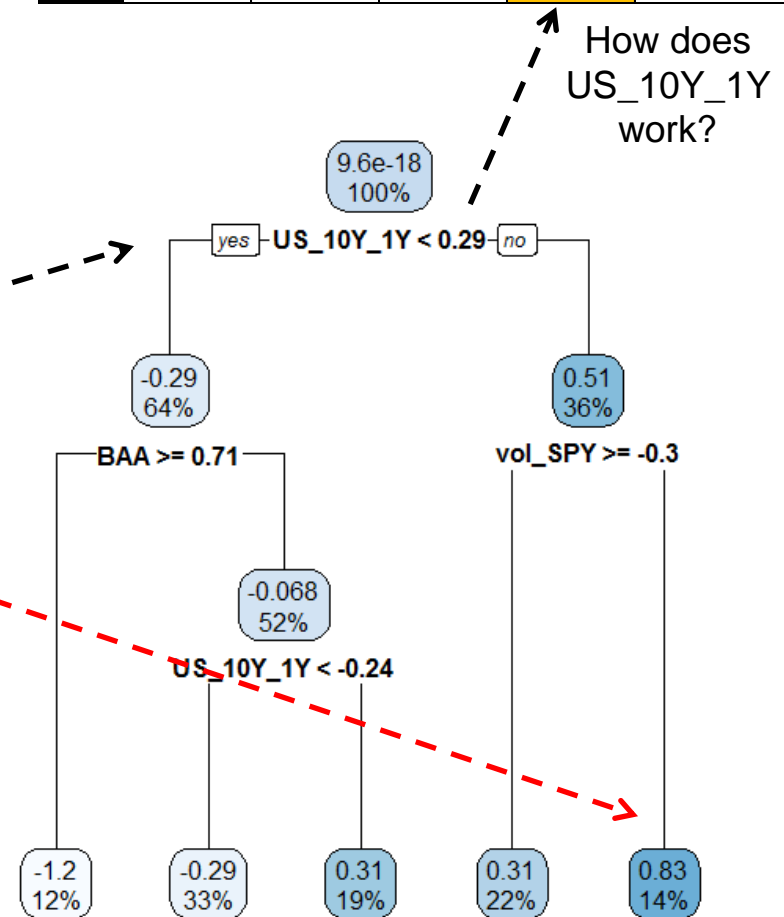 How does
US_10Y_1Y
work?
9.6e-18
100%
yes US_10Y_1Y < 0.29 no
-0.29
64%
0.51
36%
BAA >= 0.71
vol_SPY >= -0.3
-0.068
52%
US_10Y_1Y < -0.24
-1.2
12%
-0.29
33%
0.31
19%
0.31
22%
0.83
14%